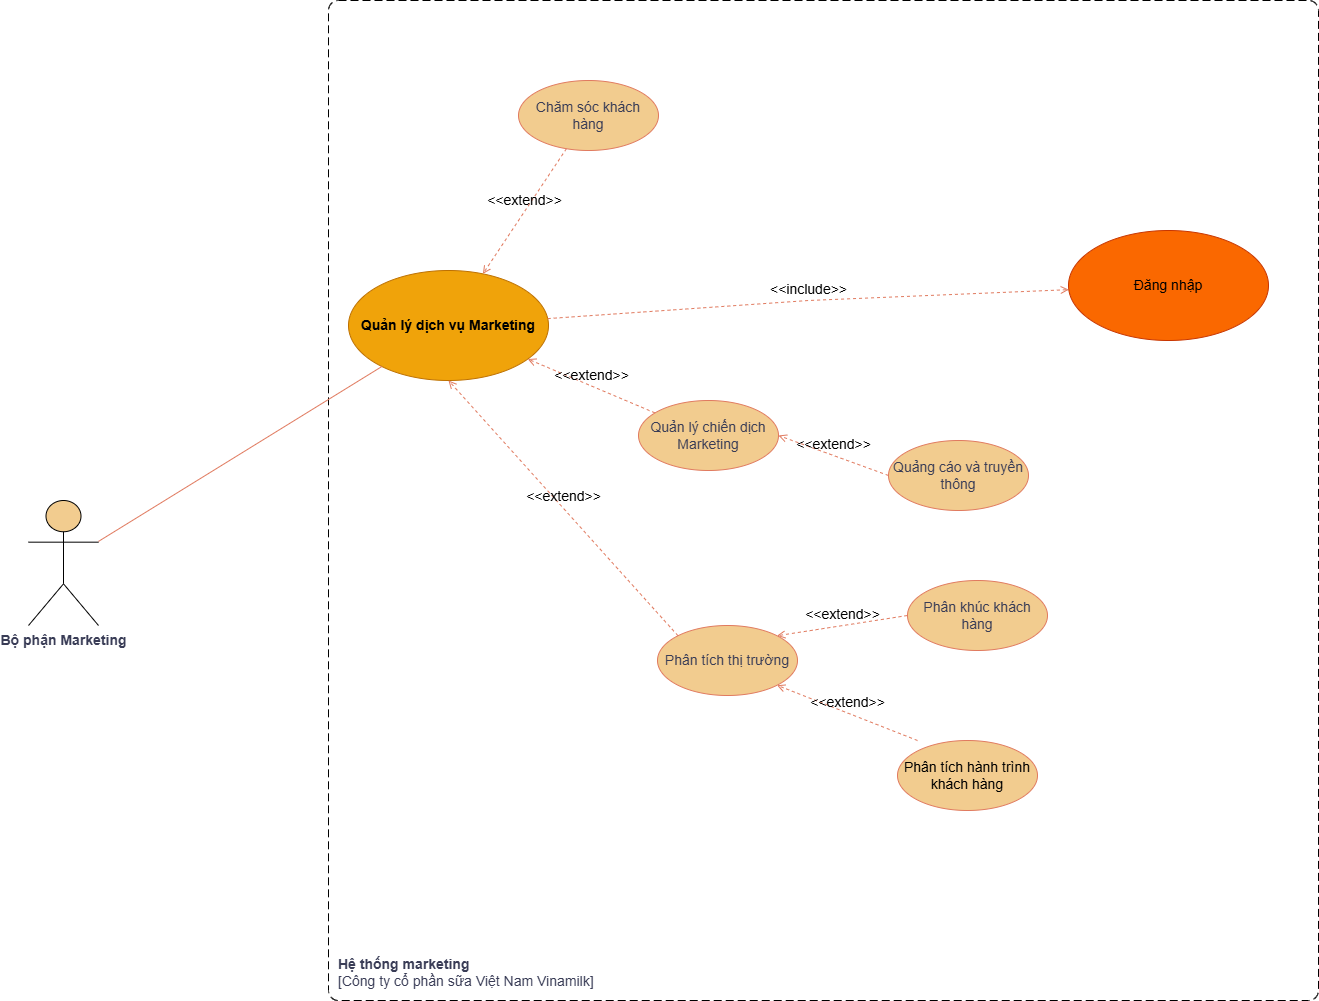 Chăm sóc khách
hàng
<<extend>>
<<include>>
Đăng nhập
Quản lý dịch vụ Marketing
<<extend>>
Quản lý chiến dịch
Marketing
<<extend>>
Quảng cáo và truyền
thông
<<extend>>
Phân khúc khách
hàng
<<extend>>
Phân tích thị trường
<<extend>>
Phân tích hành trình
khách hàng
Bộ phận Marketing
Hệ thống marketing
[Công ty cổ phần sữa Việt Nam Vinamilk]